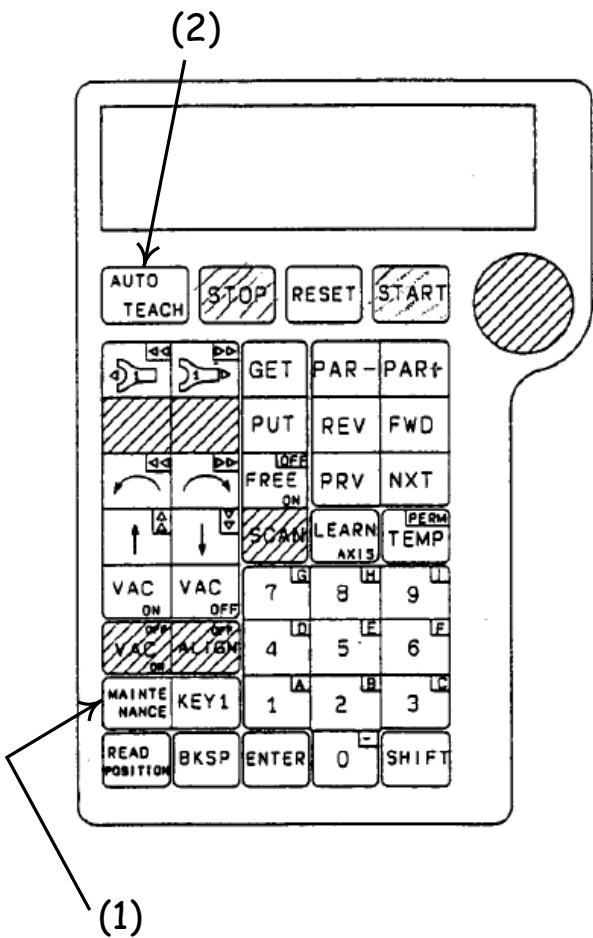 (2)
AUTO
TEACH
STOP
RESET
START
GET
PAR-
PAR+
PUT
REV
FWD
OFF
FREE
ON
PRV
NXT
SCAN
LEARN
AXIS
PERM
TEMP
VAC
ON
VAC
OFF
7 G
8 H
9 I
OFF
VAC
ON
OFF
ALIGN
4 D
5 E
6 F
MAINTE
NANCE
KEY1
1 A
2 B
3 C
READ
POSITION
BKSP
ENTER
0 -
SHIFT
(1)